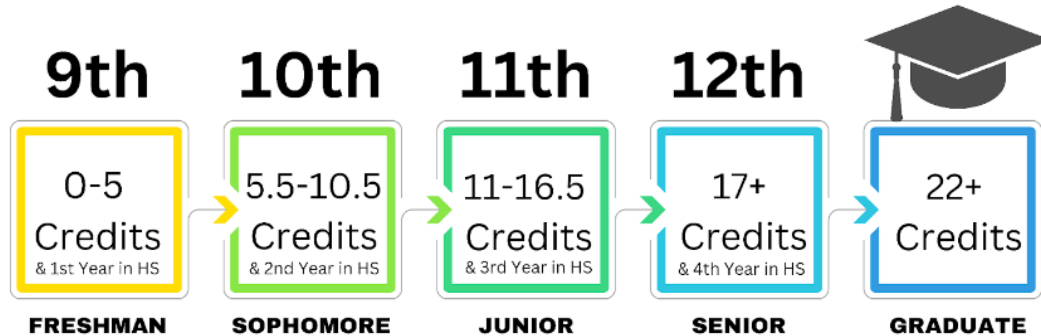 9th
0-5
Credits
& 1st Year in HS
FRESHMAN
10th
5.5-10.5
Credits
& 2nd Year in HS
SOPHOMORE
11th
11-16.5
Credits
& 3rd Year in HS
JUNIOR
12th
17+
Credits
& 4th Year in HS
SENIOR
22+
Credits
GRADUATE